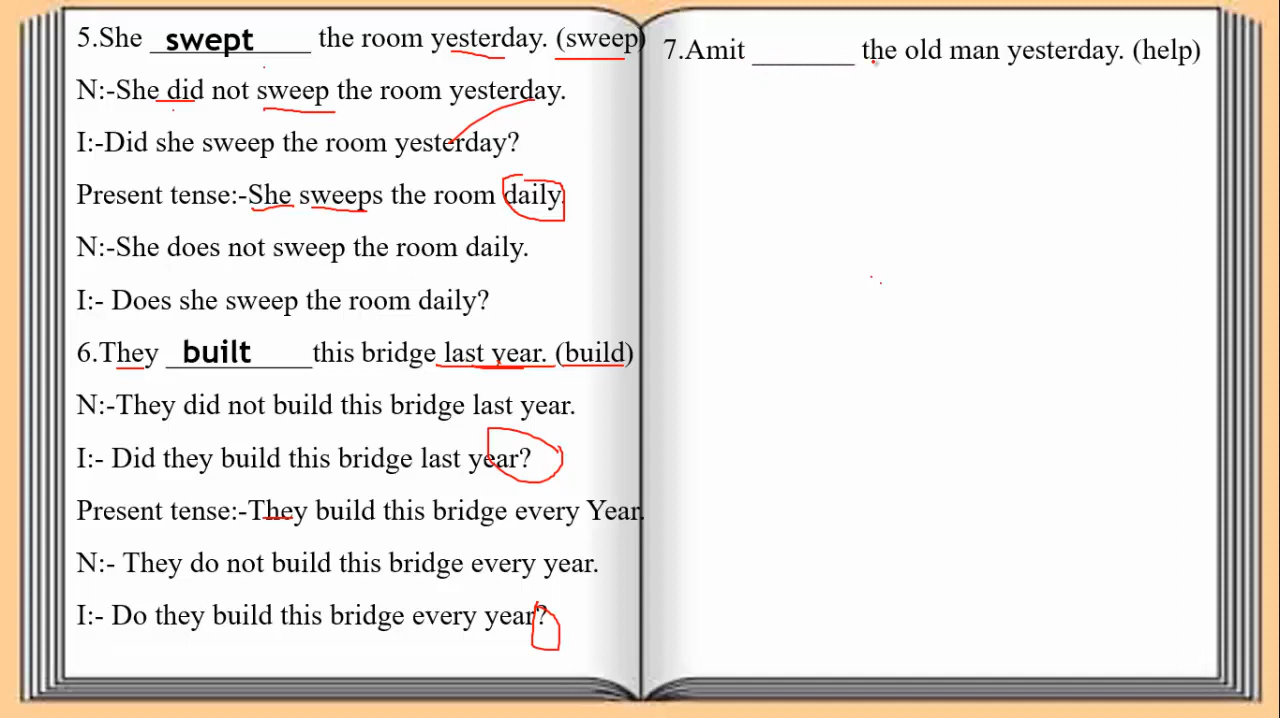 5.She __swept____ the room yesterday. (sweep)
N:-She did not sweep the room yesterday.
I:-Did she sweep the room yesterday?
Present tense:-She sweeps the room daily.
N:-She does not sweep the room daily.
I:- Does she sweep the room daily?
6.They __built____this bridge last year. (build)
N:-They did not build this bridge last year.
I:- Did they build this bridge last year?
Present tense:-They build this bridge every Year.
N:- They do not build this bridge every year.
I:- Do they build this bridge every year?
7.Amit _______ the old man yesterday. (help)